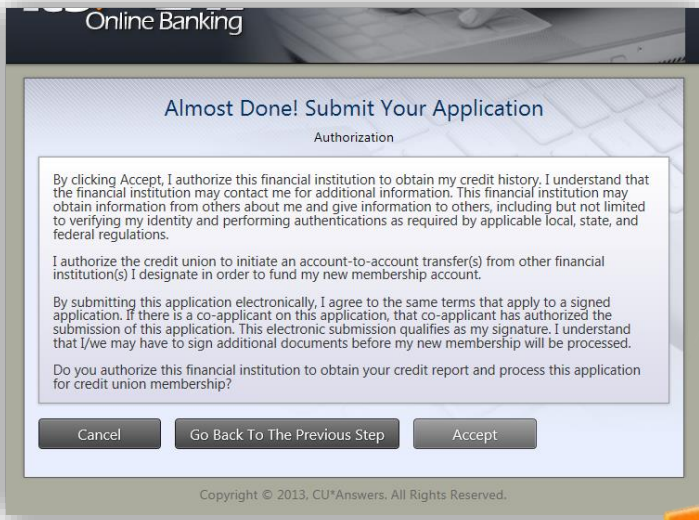 Online Banking
Almost Done! Submit Your Application
Authorization
By clicking Accept, I authorize this financial institution to obtain my credit history. I understand that
the financial institution may contact me for additional information. This financial institution may
obtain information from others about me and give information to others, including but not limited
to verifying my identity and performing authentications as required by applicable local, state, and
federal regulations.
I authorize the credit union to initiate an account-to-account transfer(s) from other financial
institution(s) I designate in order to fund my new membership account.
By submitting this application electronically, I agree to the same terms that apply to a signed
application. If there is a co-applicant on this application, that co-applicant has authorized the
submission of this application. This electronic submission qualifies as my signature. I understand
that I/we may have to sign additional documents before my new membership will be processed.
Do you authorize this financial institution to obtain your credit report and process this application
for credit union membership?
Cancel Go Back To The Previous Step Accept
Copyright © 2013, CU*Answers. All Rights Reserved.